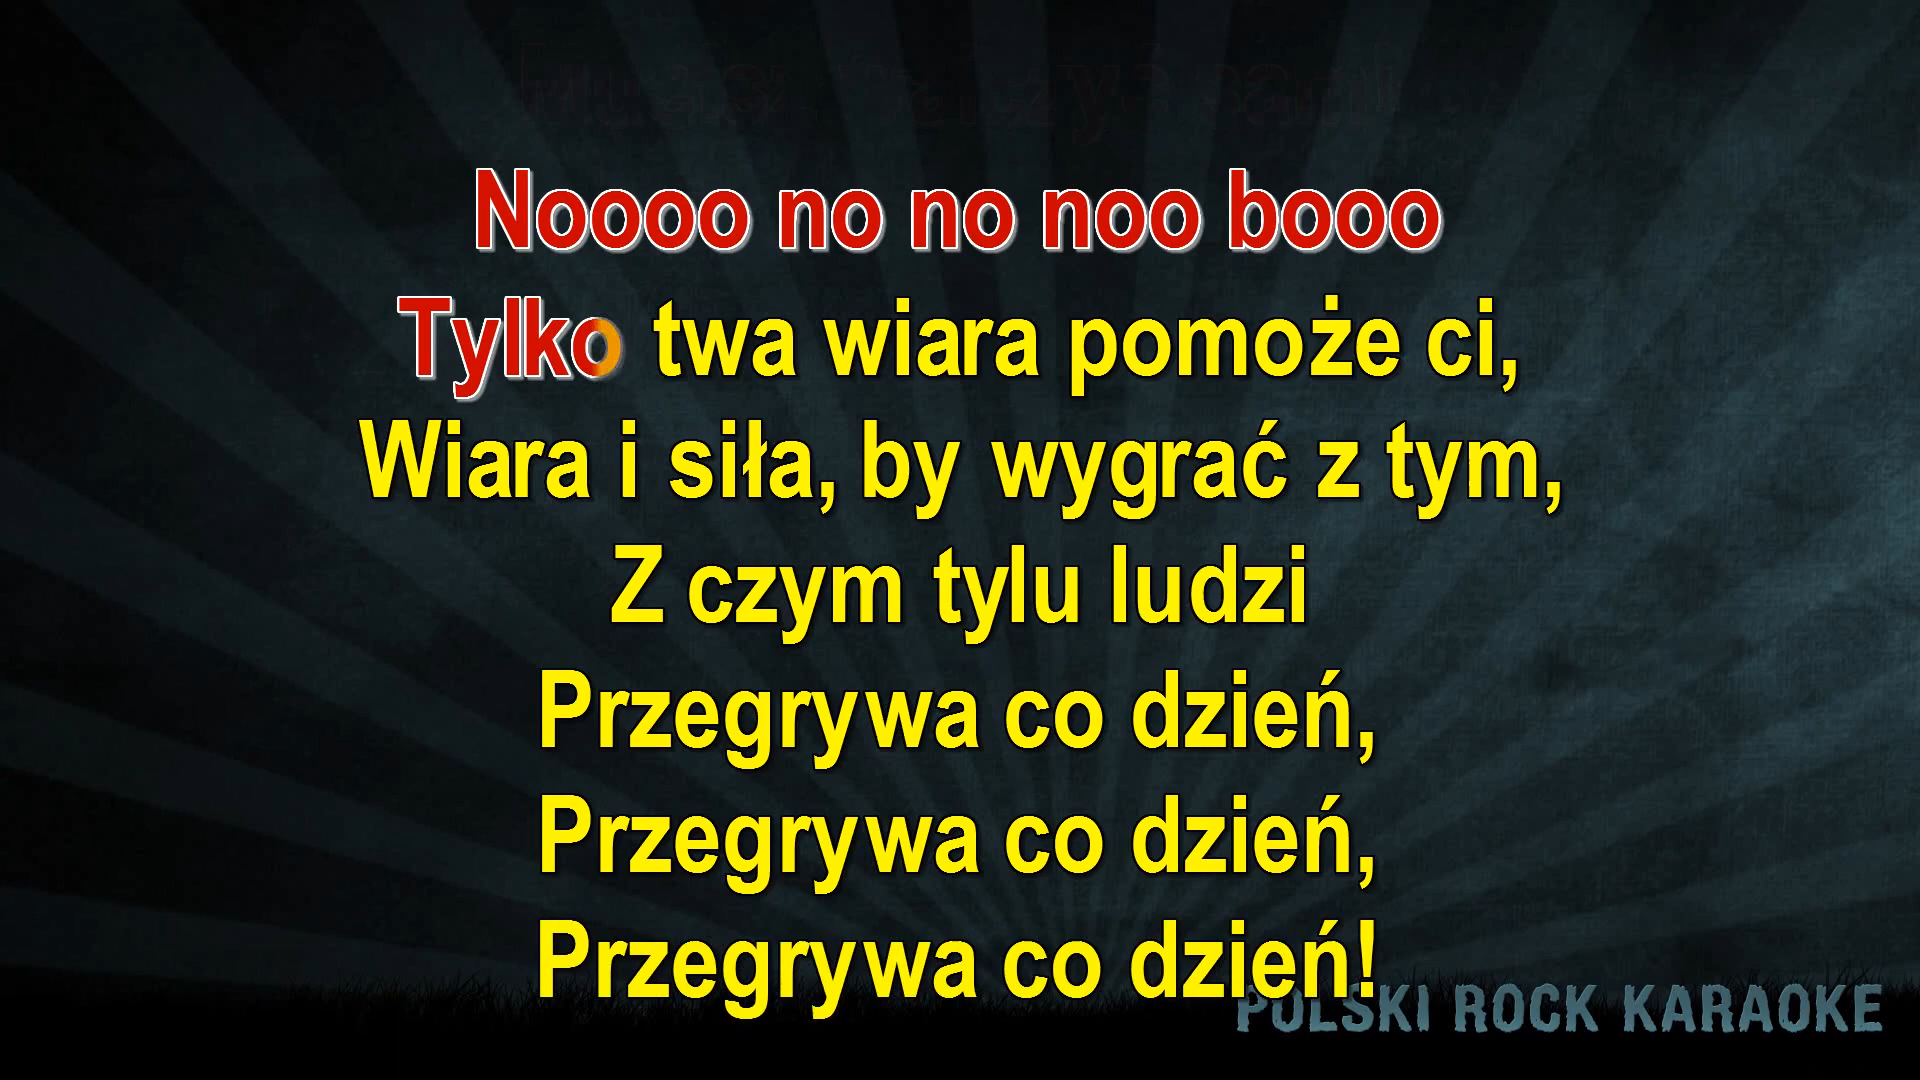 Noooo no no noo booo
Tylko twa wiara pomoże ci,
Wiara i siła, by wygrać z tym,
Z czym tylu ludzi
Przegrywa co dzień,
Przegrywa co dzień,
Przegrywa co dzień!
POLSKI ROCK KARAOKE